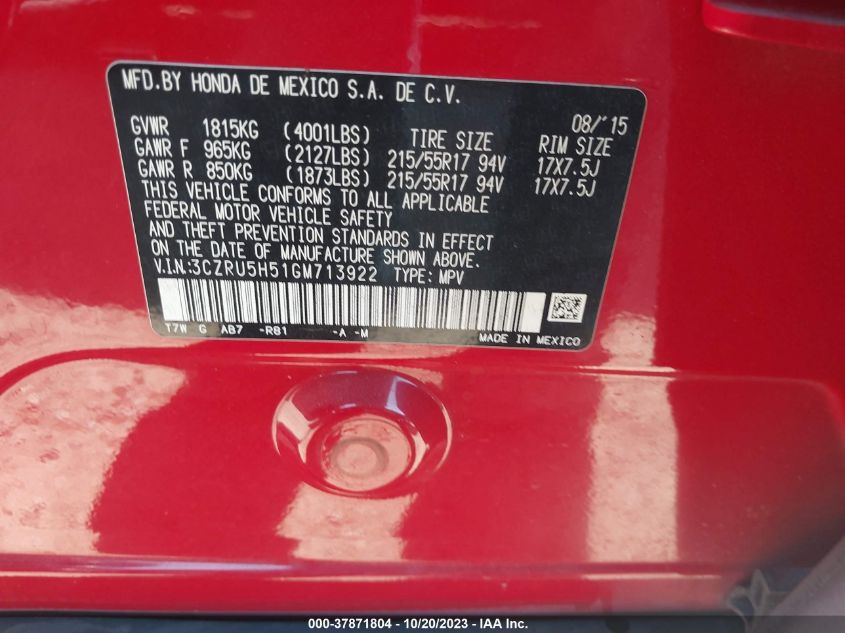 MFD.BY HONDA DE MEXICO S.A. DE C.V.
08/'15
GVWR 1815KG (4001LBS) TIRE SIZE RIM SIZE
GAWR F 965KG (2127LBS) 215/55R17 94V 17X7.5J
GAWR R 850KG (1873LBS) 215/55R17 94V 17X7.5J
THIS VEHICLE CONFORMS TO ALL APPLICABLE
FEDERAL MOTOR VEHICLE SAFETY
AND THEFT PREVENTION STANDARDS IN EFFECT
ON THE DATE OF MANUFACTURE SHOWN ABOVE.
V.I.N:3CZRU5H51GM713922 TYPE: MPV
T7W G AB7 -R81 -A -M
MADE IN MEXICO
000-37871804 - 10/20/2023 - IAA Inc.